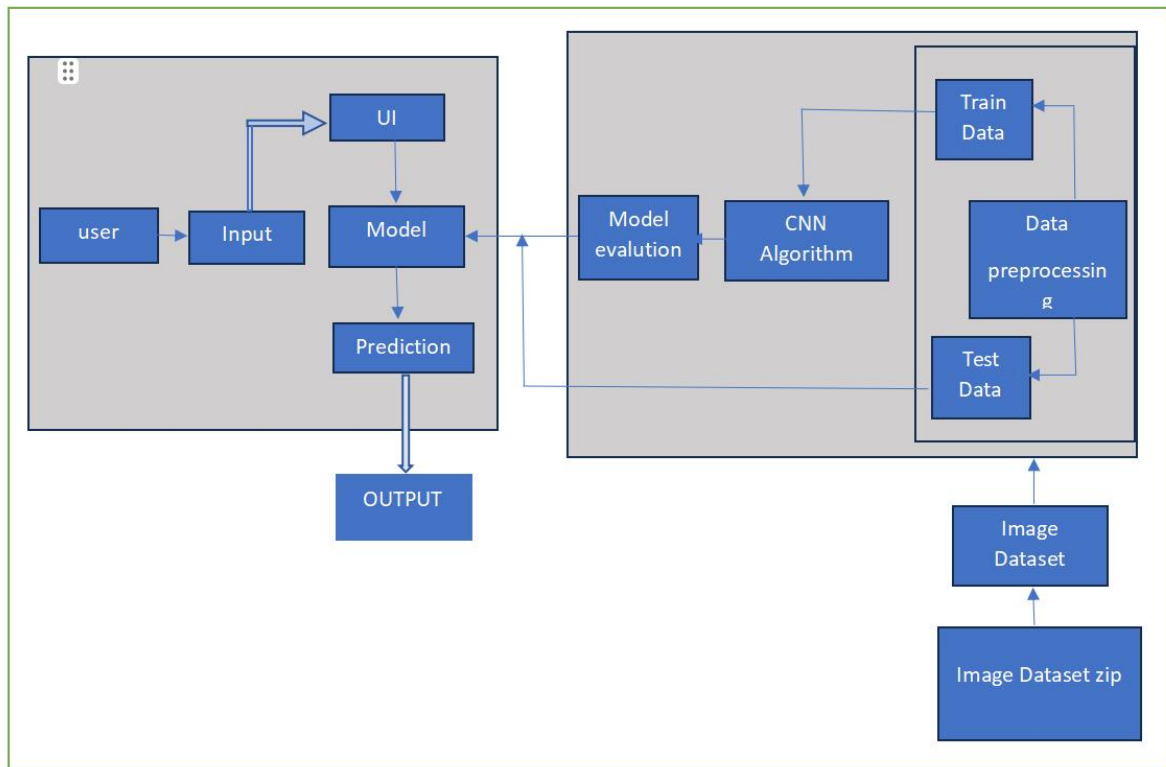 UI
user
Input
Model
Prediction
OUTPUT
Model
evalution
CNN
Algorithm
Train
Data
Data
preprocessin
g
Test
Data
Image
Dataset
Image Dataset zip